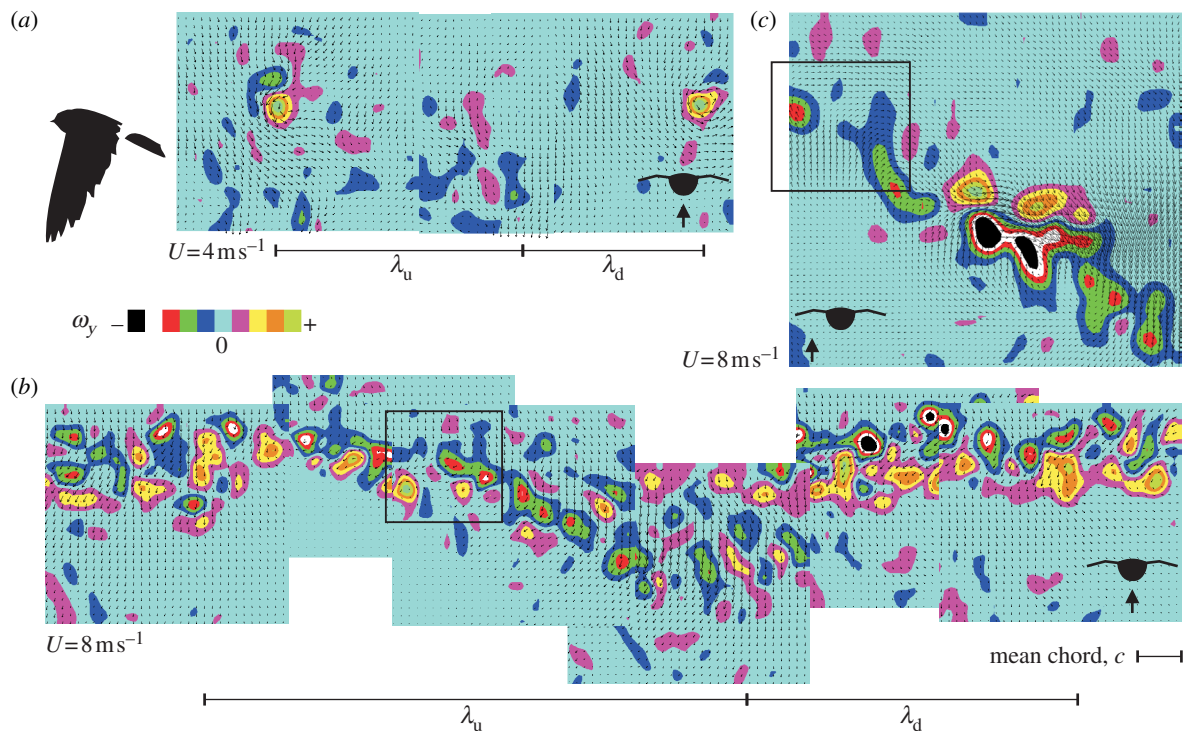 (a)
(c)
U=4 m s⁻¹
λu
λd
ωy
−
+
0
U=8 m s⁻¹
(b)
U=8 m s⁻¹
mean chord, c
λu
λd